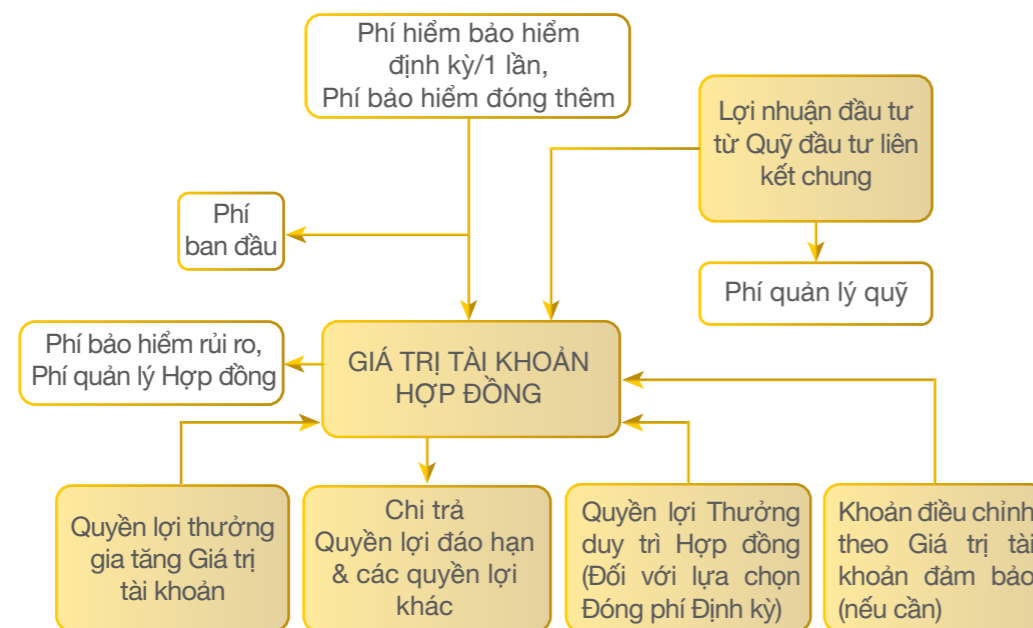 Phí hiểm bảo hiểm
định kỳ/1 lần,
Phí bảo hiểm đóng thêm
Lợi nhuận đầu tư
từ Quỹ đầu tư liên
kết chung
Phí
ban đầu
Phí quản lý quỹ
Phí bảo hiểm rủi ro,
Phí quản lý Hợp đồng
GIÁ TRỊ TÀI KHOẢN
HỢP ĐỒNG
Quyền lợi thưởng
gia tăng Giá trị
tài khoản
Chi trả
Quyền lợi đáo hạn
& các quyền lợi
khác
Quyền lợi Thưởng
duy trì Hợp đồng
(Đối với lựa chọn
Đóng phí Định kỳ)
Khoản điều chỉnh
theo Giá trị tài
khoản đảm bảo
(nếu cần)